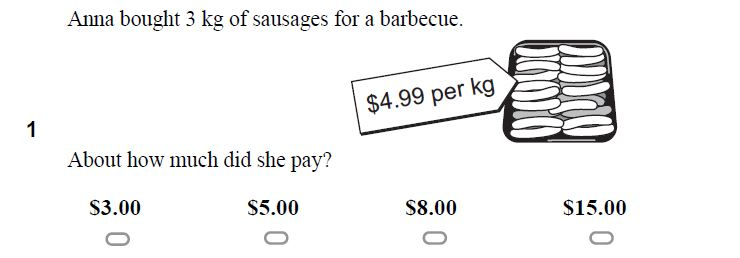 Anna bought 3 kg of sausages for a barbecue.
$4.99 per kg
1
About how much did she pay?
$3.00 $5.00 $8.00 $15.00